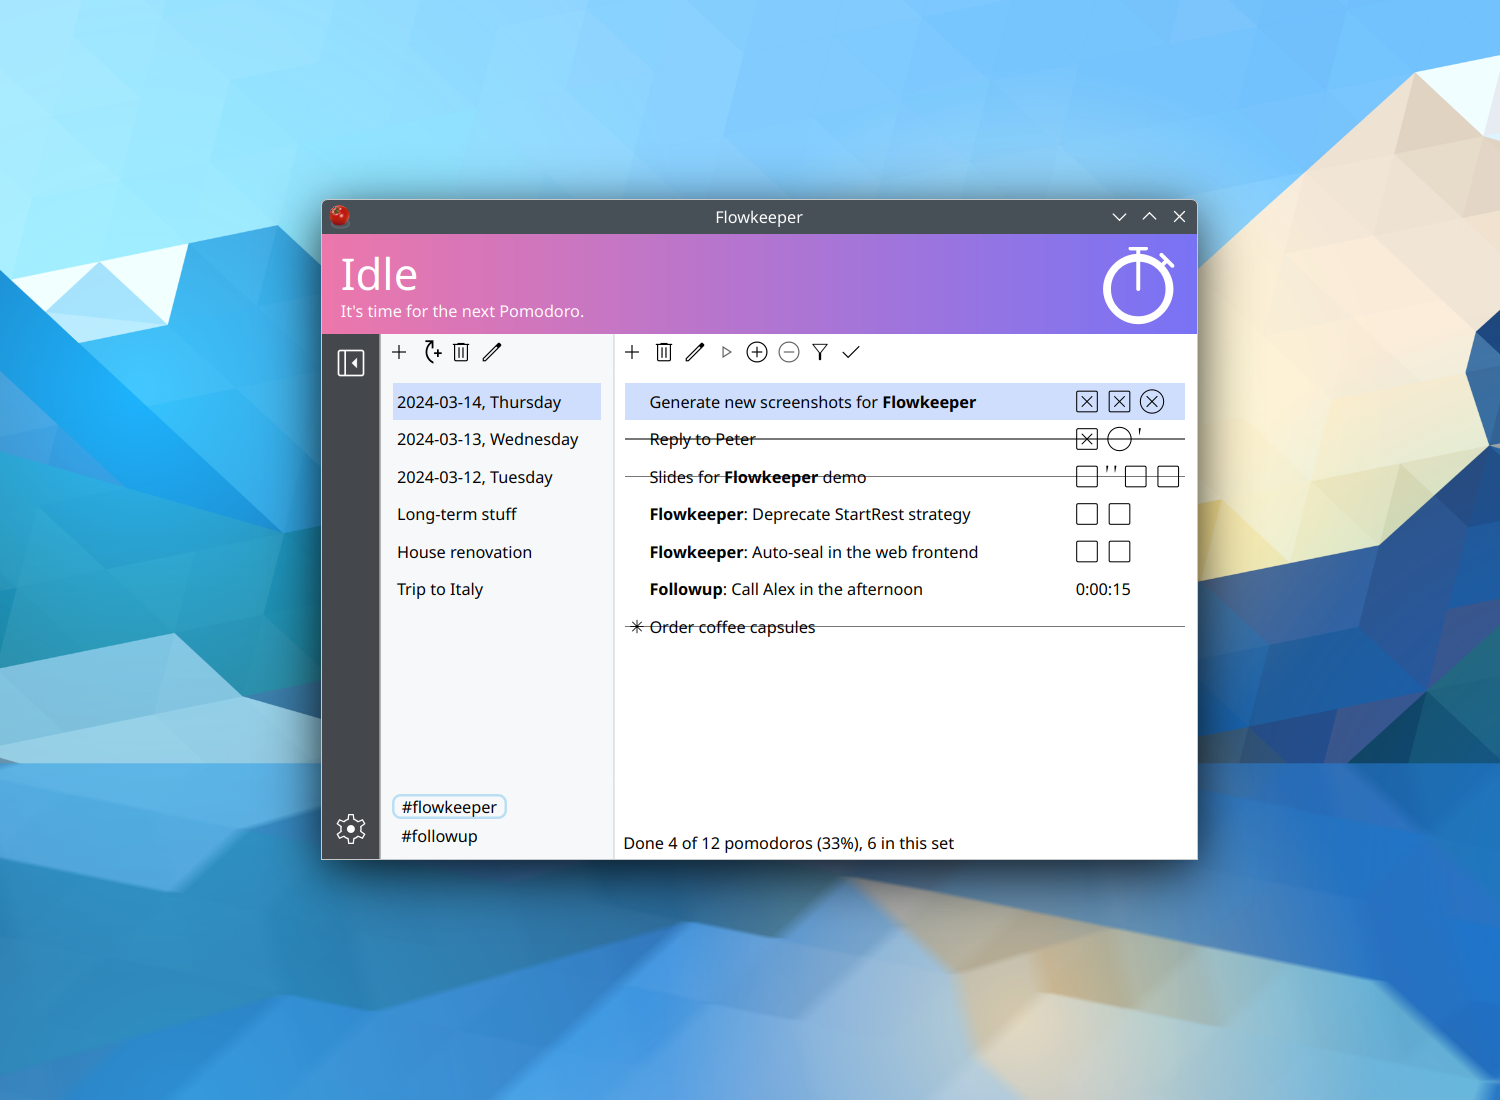 Flowkeeper
Idle
It's time for the next Pomodoro.
2024-03-14, Thursday
2024-03-13, Wednesday
2024-03-12, Tuesday
Long-term stuff
House renovation
Trip to Italy
#flowkeeper
#followup
Generate new screenshots for Flowkeeper
Reply to Peter
Slides for Flowkeeper demo
Flowkeeper: Deprecate StartRest strategy
Flowkeeper: Auto-seal in the web frontend
Followup: Call Alex in the afternoon 0:00:15
Order coffee capsules
Done 4 of 12 pomodoros (33%), 6 in this set